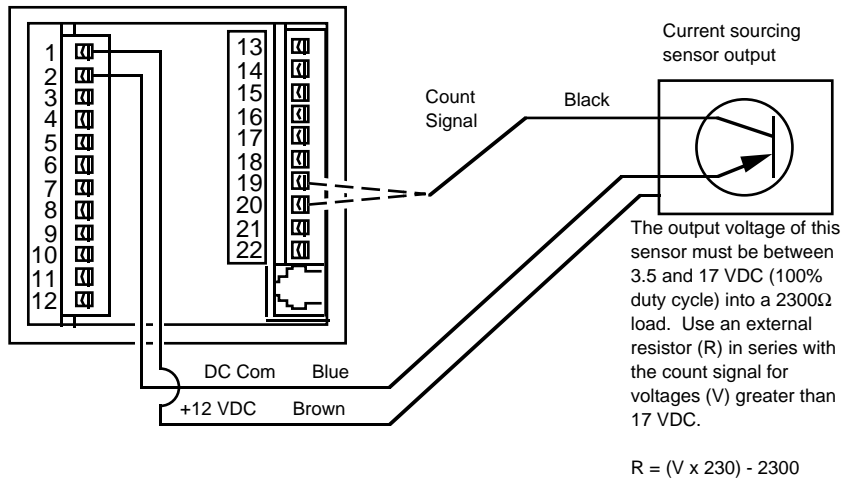 1
2
3
4
5
6
7
8
9
10
11
12
13
14
15
16
17
18
19
20
21
22
Count
Signal
Black
Current sourcing
sensor output
The output voltage of this
sensor must be between
3.5 and 17 VDC (100%
duty cycle) into a 2300Ω
load. Use an external
resistor (R) in series with
the count signal for
voltages (V) greater than
17 VDC.
R = (V x 230) - 2300
DC Com Blue
+12 VDC Brown